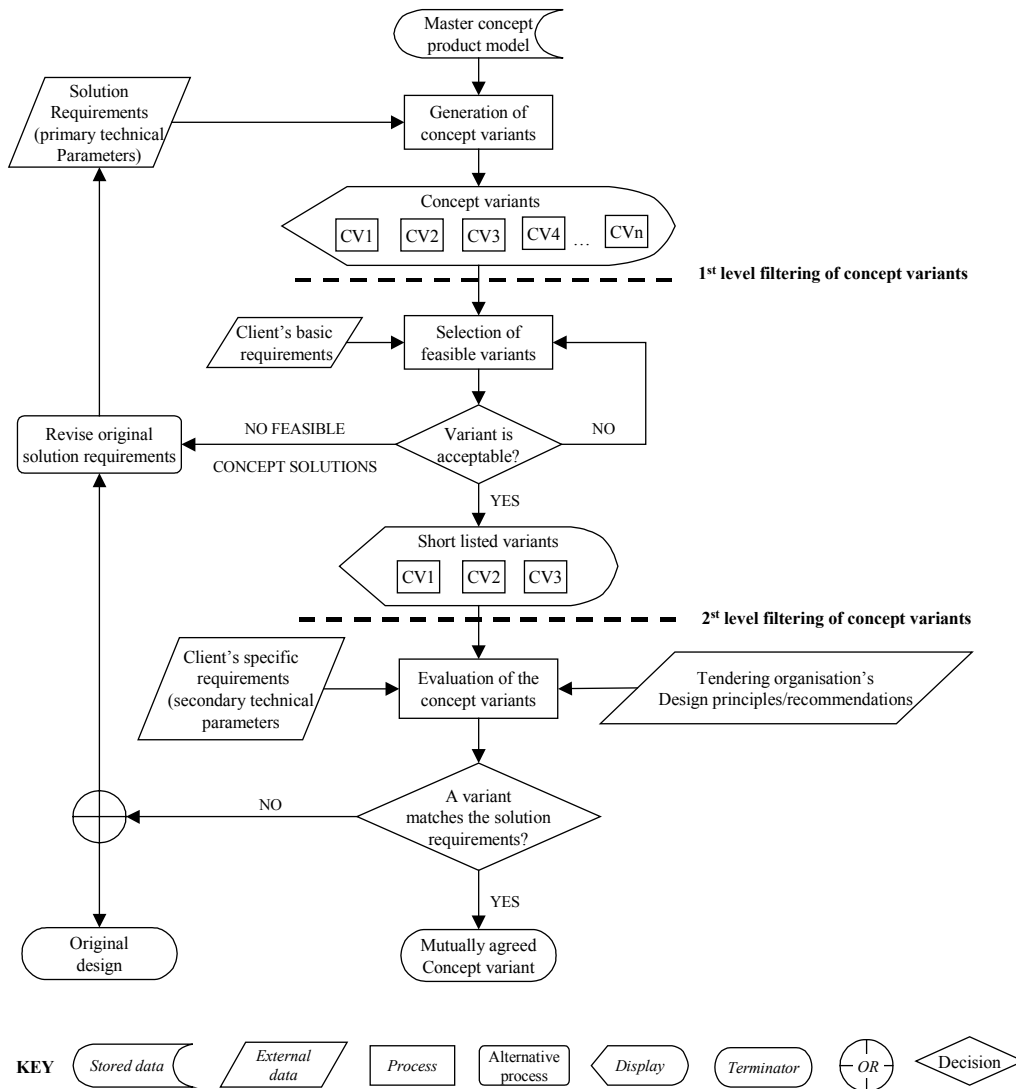 Master concept
product model
Solution
Requirements
(primary technical
Parameters)
Generation of
concept variants
Concept variants
CV1 CV2 CV3 CV4 ... CVn
1st level filtering of concept variants
Client's basic
requirements
Selection of
feasible variants
Revise original
solution requirements
NO FEASIBLE
CONCEPT SOLUTIONS
Variant is
acceptable?
NO
YES
Short listed variants
CV1 CV2 CV3
2st level filtering of concept variants
Client's specific
requirements
(secondary technical
parameters
Evaluation of the
concept variants
Tendering organisation's
Design principles/recommendations
NO
A variant
matches the solution
requirements?
YES
Original
design
Mutually agreed
Concept variant
KEY
Stored data
External
data
Process
Alternative
process
Display
Terminator
OR
Decision